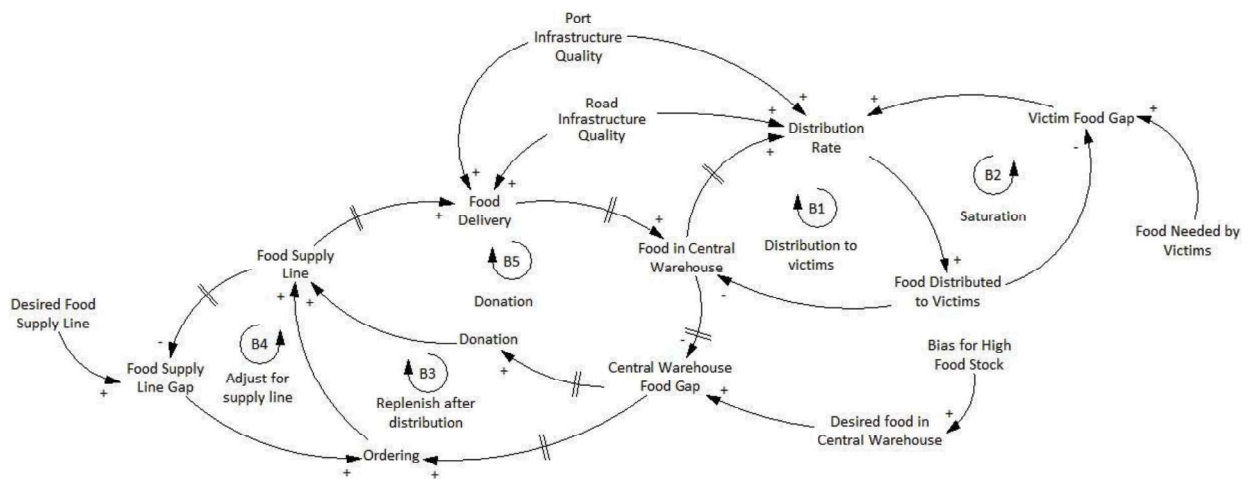 Port
Infrastructure
Quality
+
+
Road
Infrastructure
Quality
+
+
+
+
+
Distribution
Rate
Victim Food Gap
+
-
B2
Saturation
Food
Delivery
+
B1
Distribution to
victims
Food Needed by
Victims
Food Supply
Line
+
+
B5
Donation
+
Food in Central
Warehouse
-
+
Food Distributed
to Victims
Desired Food
Supply Line
+
-
Food Supply
Line Gap
B4
Adjust for
supply line
Donation
+
B3
Replenish after
distribution
-
Central Warehouse
Food Gap
+
Bias for High
Food Stock
+
Desired food in
Central Warehouse
Ordering
+
+